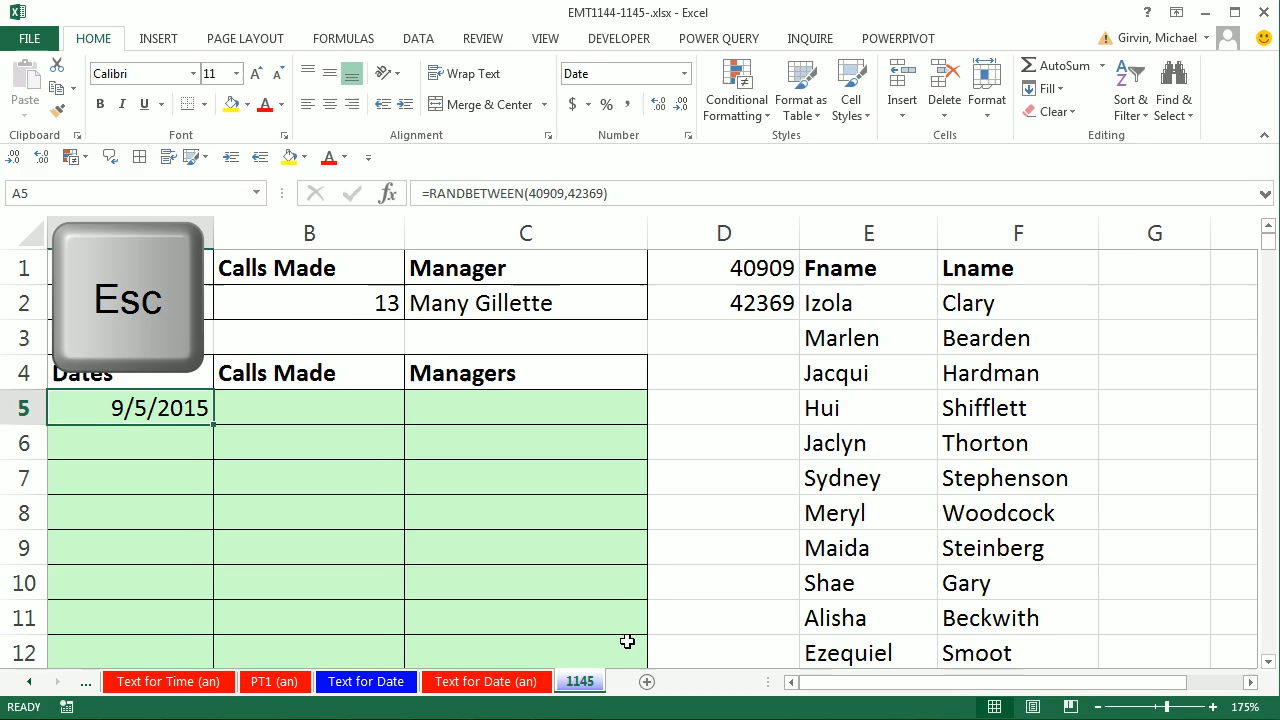 EMT1144-1145-.xlsx - Excel
FILE HOME INSERT PAGE LAYOUT FORMULAS DATA REVIEW VIEW DEVELOPER POWER QUERY INQUIRE POWERPIVOT Girvin, Michael
Paste
Clipboard
Calibri 11
B I U
Font
Wrap Text
Merge & Center
Alignment
Date
$ % ,
Number
Conditional Formatting
Format as Table
Cell Styles
Styles
Insert
Delete
Format
Cells
AutoSum
Fill
Clear
Sort & Filter
Find & Select
Editing
A5 fx =RANDBETWEEN(40909,42369)
B C D E F G
1 Calls Made Manager 40909 Fname Lname
2 13 Many Gillette 42369 Izola Clary
Esc
3 Marlen Bearden
4 Dates Calls Made Managers Jacqui Hardman
5 9/5/2015 Hui Shifflett
6 Jaclyn Thorton
7 Sydney Stephenson
8 Meryl Woodcock
9 Maida Steinberg
10 Shae Gary
11 Alisha Beckwith
12 Ezequiel Smoot
... Text for Time (an) PT1 (an) Text for Date Text for Date (an) 1145
READY 175%